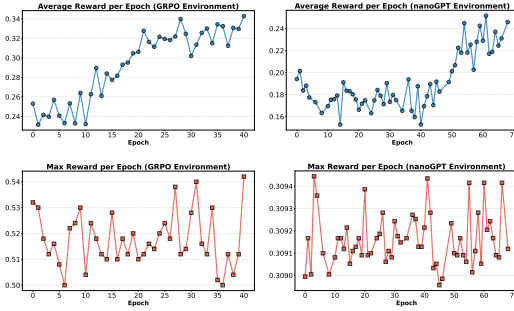 Average Reward per Epoch (GRPO Environment)
0.34
0.32
0.30
0.28
0.26
0.24
0 5 10 15 20 25 30 35 40
Epoch
Average Reward per Epoch (nanoGPT Environment)
0.24
0.22
0.20
0.18
0.16
0 10 20 30 40 50 60
Epoch
Max Reward per Epoch (GRPO Environment)
0.54
0.53
0.52
0.51
0.50
0 5 10 15 20 25 30 35 40
Epoch
Max Reward per Epoch (nanoGPT Environment)
0.3094
0.3093
0.3092
0.3091
0.3090
0 10 20 30 40 50 60
Epoch